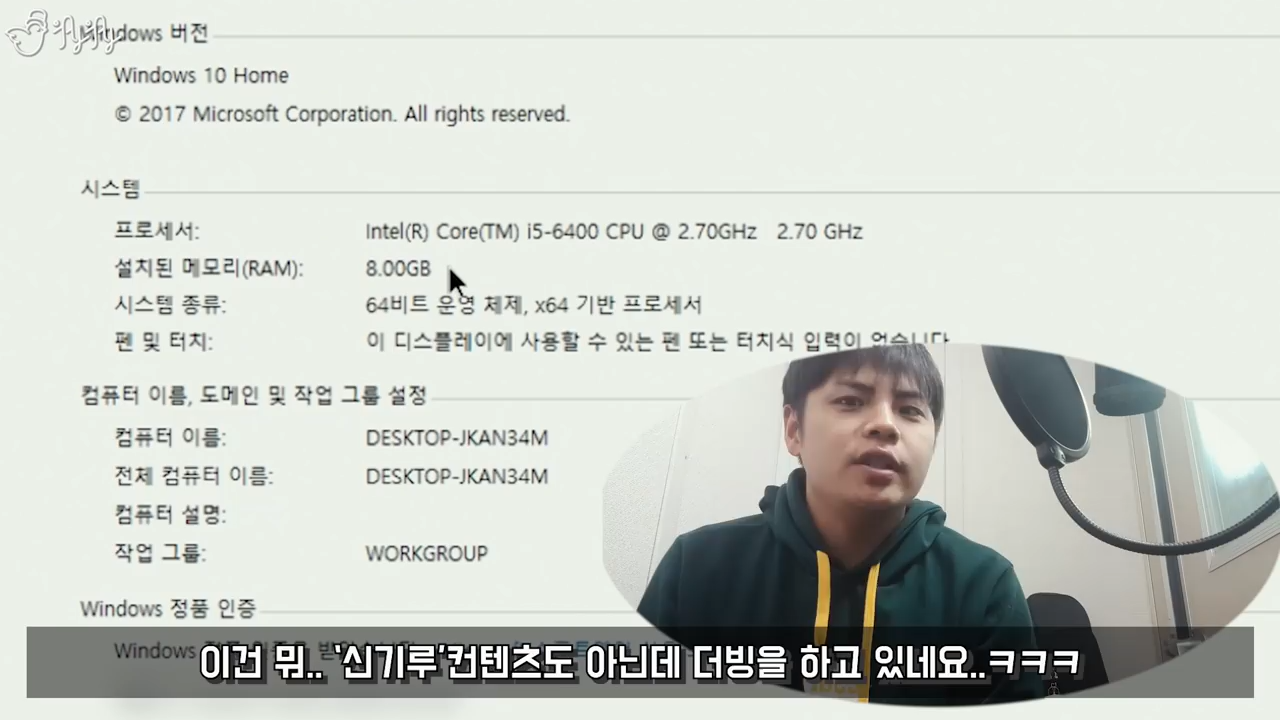 Windows 버전
Windows 10 Home
© 2017 Microsoft Corporation. All rights reserved.
시스템
프로세서: Intel(R) Core(TM) i5-6400 CPU @ 2.70GHz 2.70 GHz
설치된 메모리(RAM): 8.00GB
시스템 종류: 64비트 운영 체제, x64 기반 프로세서
펜 및 터치: 이 디스플레이에 사용할 수 있는 펜 또는 터치식 입력이 없습니다
컴퓨터 이름, 도메인 및 작업 그룹 설정
컴퓨터 이름: DESKTOP-JKAN34M
전체 컴퓨터 이름: DESKTOP-JKAN34M
컴퓨터 설명:
작업 그룹: WORKGROUP
Windows 정품 인증
Windows
이건 뭐.. '신기루'컨텐츠도 아닌데 더빙을 하고 있네요..ㅋㅋㅋ